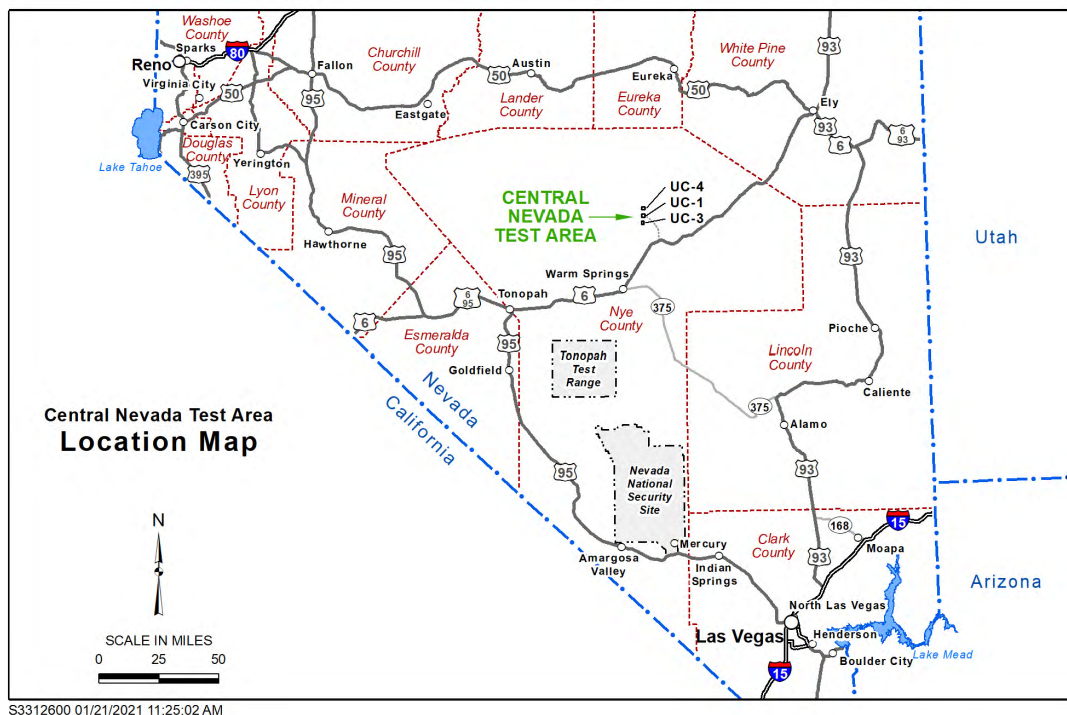 Washoe
County
Sparks
Reno
80
Virginia City
50
Carson City
Douglas
County
Lake Tahoe
395
Lyon
County
Yerington
Fallon
95
Churchill
County
Eastgate
50
Austin
Lander
County
Eureka
Eureka
County
50
White Pine
County
93
Ely
93
6
6
93
Mineral
County
Hawthorne
95
CENTRAL
NEVADA
TEST AREA
UC-4
UC-1
UC-3
93
Utah
Warm Springs
6
95
Tonopah
6
6
Nye
County
375
Esmeralda
County
95
Goldfield
Tonopah
Test
Range
Pioche
Lincoln
County
Caliente
375
Alamo
Nevada
California
Central Nevada Test Area
Location Map
95
Nevada
National
Security
Site
93
N
Mercury
Amargosa
Valley
Indian
Springs
Clark
County
168
15
Moapa
93
Arizona
North Las Vegas
Las Vegas
Henderson
Lake Mead
Boulder City
15
SCALE IN MILES
0 25 50
S3312600 01/21/2021 11:25:02 AM